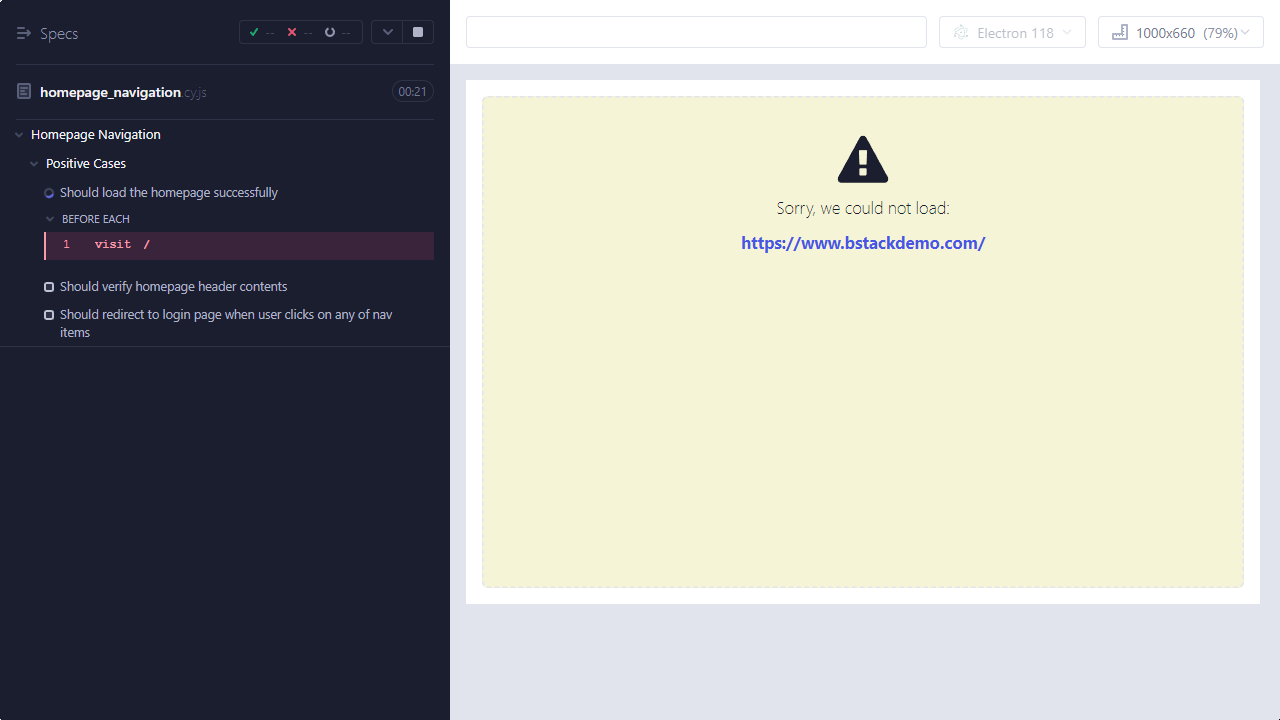 Specs
-- -- --
homepage_navigation.cy.js 00:21
Homepage Navigation
Positive Cases
Should load the homepage successfully
BEFORE EACH
1 visit /
Should verify homepage header contents
Should redirect to login page when user clicks on any of nav
items
Electron 118
1000x660 (79%)
Sorry, we could not load:
https://www.bstackdemo.com/